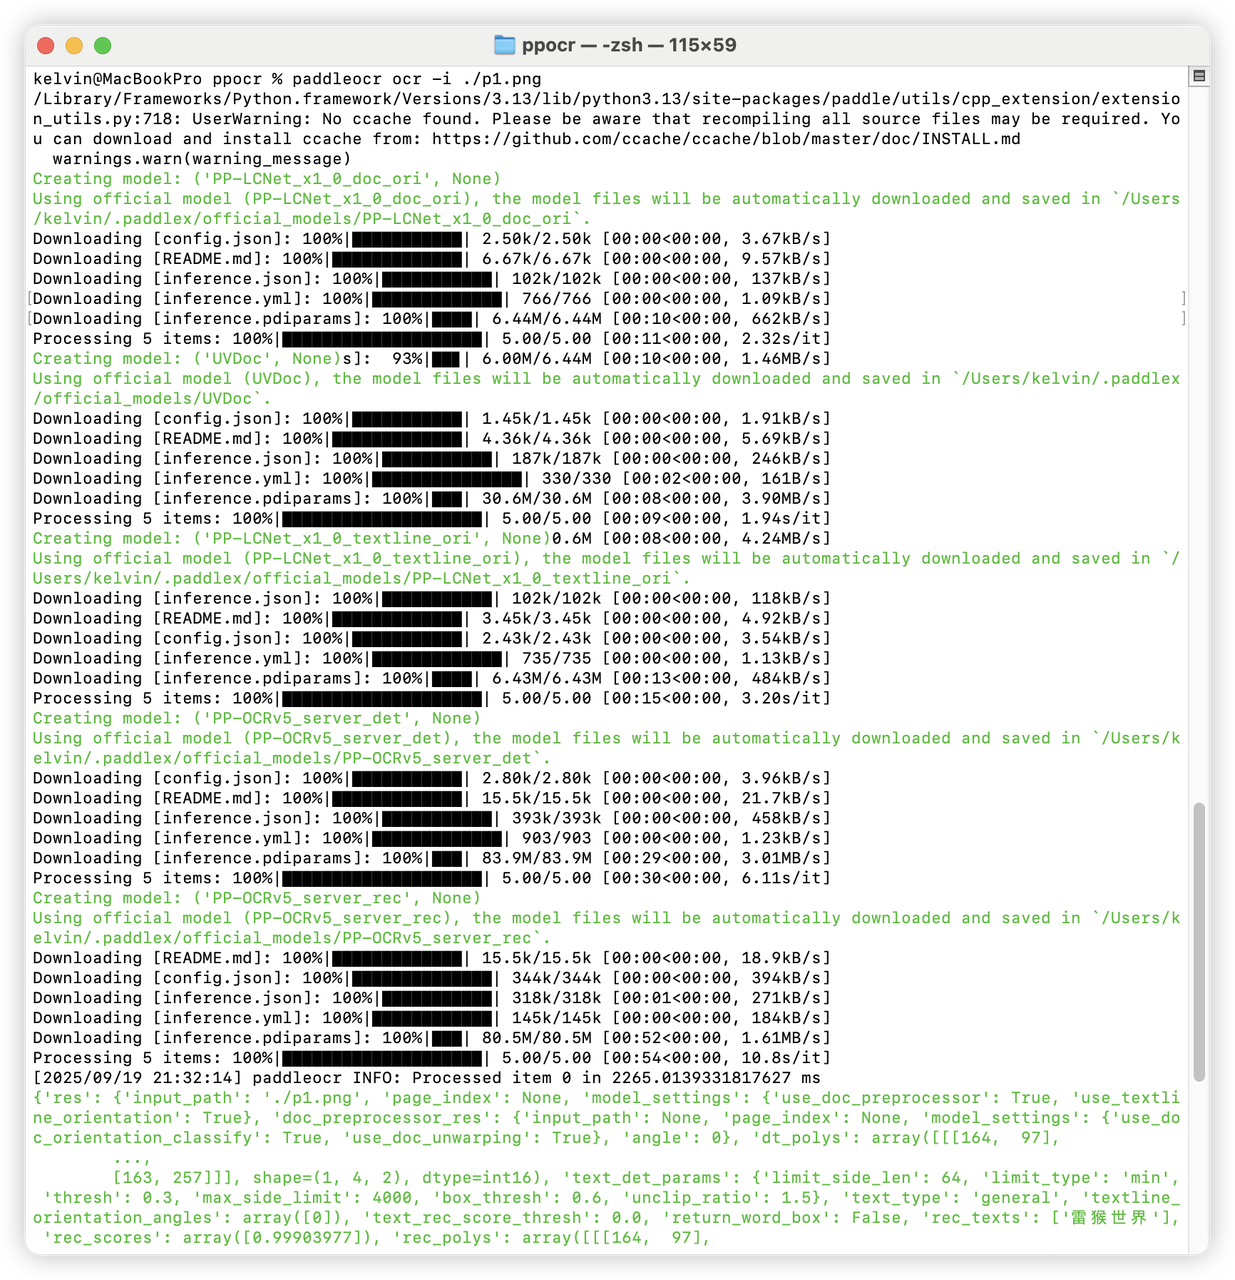 ppocr — -zsh — 115×59
kelvin@MacBookPro ppocr % paddleocr ocr -i ./p1.png
/Library/Frameworks/Python.framework/Versions/3.13/lib/python3.13/site-packages/paddle/utils/cpp_extension/extensio
n_utils.py:718: UserWarning: No ccache found. Please be aware that recompiling all source files may be required. Yo
u can download and install ccache from: https://github.com/ccache/ccache/blob/master/doc/INSTALL.md
  warnings.warn(warning_message)
Creating model: ('PP-LCNet_x1_0_doc_ori', None)
Using official model (PP-LCNet_x1_0_doc_ori), the model files will be automatically downloaded and saved in `/Users
/kelvin/.paddlex/official_models/PP-LCNet_x1_0_doc_ori`.
Downloading [config.json]: 100%|███████████| 2.50k/2.50k [00:00<00:00, 3.67kB/s]
Downloading [README.md]: 100%|█████████████| 6.67k/6.67k [00:00<00:00, 9.57kB/s]
Downloading [inference.json]: 100%|███████████| 102k/102k [00:00<00:00, 137kB/s]
[Downloading [inference.yml]: 100%|█████████████| 766/766 [00:00<00:00, 1.09kB/s] ]
[Downloading [inference.pdiparams]: 100%|████| 6.44M/6.44M [00:10<00:00, 662kB/s] ]
Processing 5 items: 100%|████████████████████| 5.00/5.00 [00:11<00:00, 2.32s/it]
Creating model: ('UVDoc', None)s]:  93%|███| 6.00M/6.44M [00:10<00:00, 1.46MB/s]
Using official model (UVDoc), the model files will be automatically downloaded and saved in `/Users/kelvin/.paddlex
/official_models/UVDoc`.
Downloading [config.json]: 100%|███████████| 1.45k/1.45k [00:00<00:00, 1.91kB/s]
Downloading [README.md]: 100%|█████████████| 4.36k/4.36k [00:00<00:00, 5.69kB/s]
Downloading [inference.json]: 100%|███████████| 187k/187k [00:00<00:00, 246kB/s]
Downloading [inference.yml]: 100%|███████████████| 330/330 [00:02<00:00, 161B/s]
Downloading [inference.pdiparams]: 100%|███| 30.6M/30.6M [00:08<00:00, 3.90MB/s]
Processing 5 items: 100%|████████████████████| 5.00/5.00 [00:09<00:00, 1.94s/it]
Creating model: ('PP-LCNet_x1_0_textline_ori', None)0.6M [00:08<00:00, 4.24MB/s]
Using official model (PP-LCNet_x1_0_textline_ori), the model files will be automatically downloaded and saved in `/
Users/kelvin/.paddlex/official_models/PP-LCNet_x1_0_textline_ori`.
Downloading [inference.json]: 100%|███████████| 102k/102k [00:00<00:00, 118kB/s]
Downloading [README.md]: 100%|█████████████| 3.45k/3.45k [00:00<00:00, 4.92kB/s]
Downloading [config.json]: 100%|███████████| 2.43k/2.43k [00:00<00:00, 3.54kB/s]
Downloading [inference.yml]: 100%|█████████████| 735/735 [00:00<00:00, 1.13kB/s]
Downloading [inference.pdiparams]: 100%|████| 6.43M/6.43M [00:13<00:00, 484kB/s]
Processing 5 items: 100%|████████████████████| 5.00/5.00 [00:15<00:00, 3.20s/it]
Creating model: ('PP-OCRv5_server_det', None)
Using official model (PP-OCRv5_server_det), the model files will be automatically downloaded and saved in `/Users/k
elvin/.paddlex/official_models/PP-OCRv5_server_det`.
Downloading [config.json]: 100%|███████████| 2.80k/2.80k [00:00<00:00, 3.96kB/s]
Downloading [README.md]: 100%|█████████████| 15.5k/15.5k [00:00<00:00, 21.7kB/s]
Downloading [inference.json]: 100%|███████████| 393k/393k [00:00<00:00, 458kB/s]
Downloading [inference.yml]: 100%|█████████████| 903/903 [00:00<00:00, 1.23kB/s]
Downloading [inference.pdiparams]: 100%|███| 83.9M/83.9M [00:29<00:00, 3.01MB/s]
Processing 5 items: 100%|████████████████████| 5.00/5.00 [00:30<00:00, 6.11s/it]
Creating model: ('PP-OCRv5_server_rec', None)
Using official model (PP-OCRv5_server_rec), the model files will be automatically downloaded and saved in `/Users/k
elvin/.paddlex/official_models/PP-OCRv5_server_rec`.
Downloading [README.md]: 100%|█████████████| 15.5k/15.5k [00:00<00:00, 18.9kB/s]
Downloading [config.json]: 100%|██████████████| 344k/344k [00:00<00:00, 394kB/s]
Downloading [inference.json]: 100%|███████████| 318k/318k [00:01<00:00, 271kB/s]
Downloading [inference.yml]: 100%|████████████| 145k/145k [00:00<00:00, 184kB/s]
Downloading [inference.pdiparams]: 100%|███| 80.5M/80.5M [00:52<00:00, 1.61MB/s]
Processing 5 items: 100%|████████████████████| 5.00/5.00 [00:54<00:00, 10.8s/it]
[2025/09/19 21:32:14] paddleocr INFO: Processed item 0 in 2265.0139331817627 ms
{'res': {'input_path': './p1.png', 'page_index': None, 'model_settings': {'use_doc_preprocessor': True, 'use_textli
ne_orientation': True}, 'doc_preprocessor_res': {'input_path': None, 'page_index': None, 'model_settings': {'use_do
c_orientation_classify': True, 'use_doc_unwarping': True}, 'angle': 0}, 'dt_polys': array([[[164,  97],
        ...,
        [163, 257]]], shape=(1, 4, 2), dtype=int16), 'text_det_params': {'limit_side_len': 64, 'limit_type': 'min',
 'thresh': 0.3, 'max_side_limit': 4000, 'box_thresh': 0.6, 'unclip_ratio': 1.5}, 'text_type': 'general', 'textline_
orientation_angles': array([0]), 'text_rec_score_thresh': 0.0, 'return_word_box': False, 'rec_texts': ['雷猴世界'],
 'rec_scores': array([0.99903977]), 'rec_polys': array([[[164,  97],